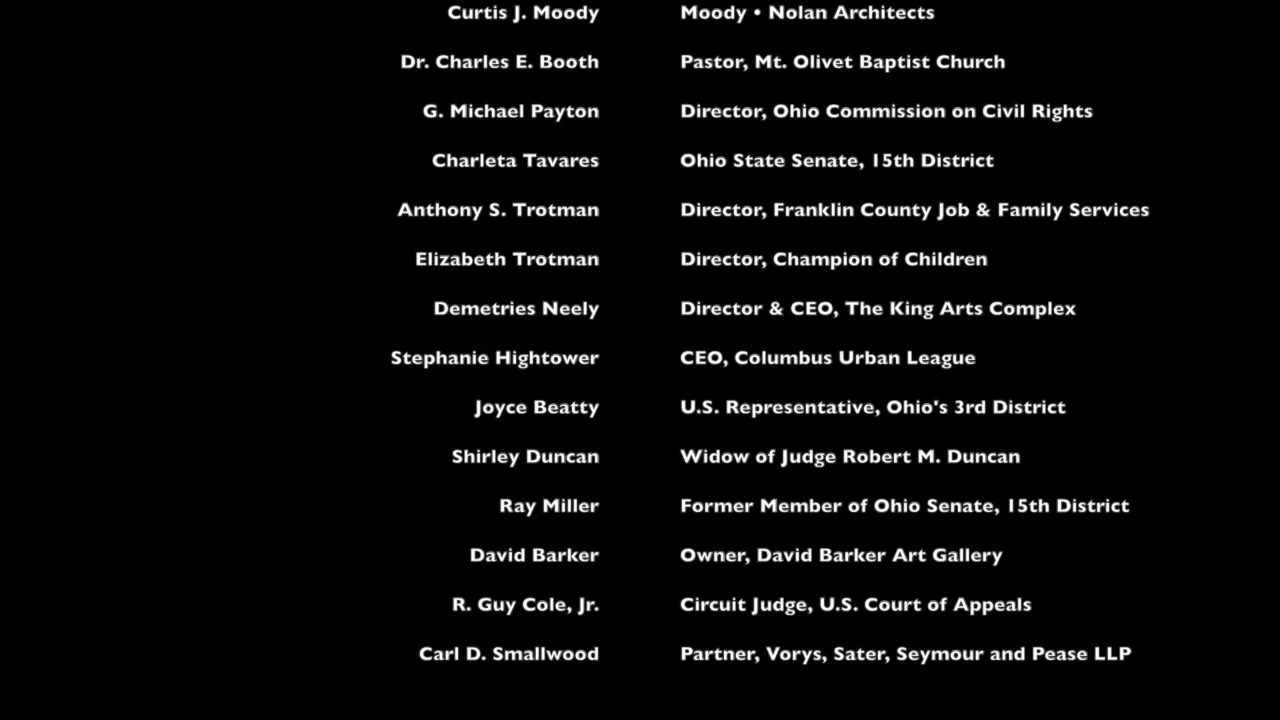 Curtis J. Moody Moody • Nolan Architects
Dr. Charles E. Booth Pastor, Mt. Olivet Baptist Church
G. Michael Payton Director, Ohio Commission on Civil Rights
Charleta Tavares Ohio State Senate, 15th District
Anthony S. Trotman Director, Franklin County Job & Family Services
Elizabeth Trotman Director, Champion of Children
Demetries Neely Director & CEO, The King Arts Complex
Stephanie Hightower CEO, Columbus Urban League
Joyce Beatty U.S. Representative, Ohio's 3rd District
Shirley Duncan Widow of Judge Robert M. Duncan
Ray Miller Former Member of Ohio Senate, 15th District
David Barker Owner, David Barker Art Gallery
R. Guy Cole, Jr. Circuit Judge, U.S. Court of Appeals
Carl D. Smallwood Partner, Vorys, Sater, Seymour and Pease LLP